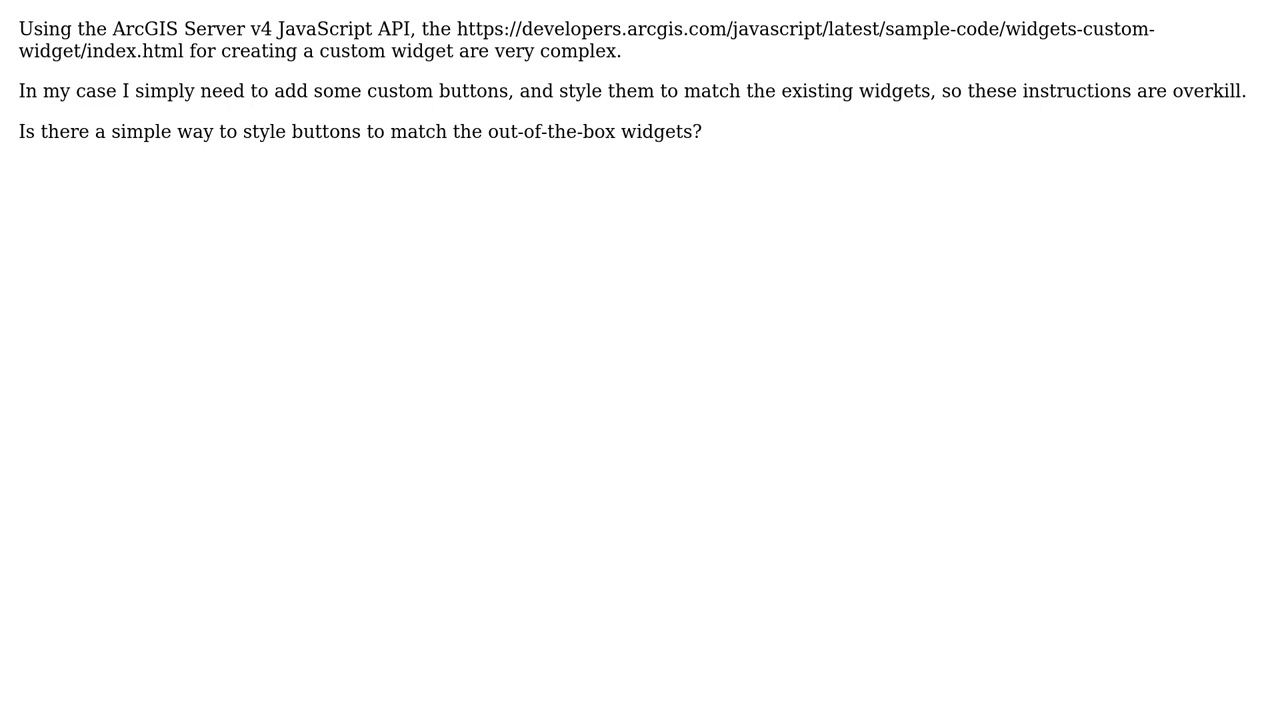 Using the ArcGIS Server v4 JavaScript API, the https://developers.arcgis.com/javascript/latest/sample-code/widgets-custom-
widget/index.html for creating a custom widget are very complex.
In my case I simply need to add some custom buttons, and style them to match the existing widgets, so these instructions are overkill.
Is there a simple way to style buttons to match the out-of-the-box widgets?